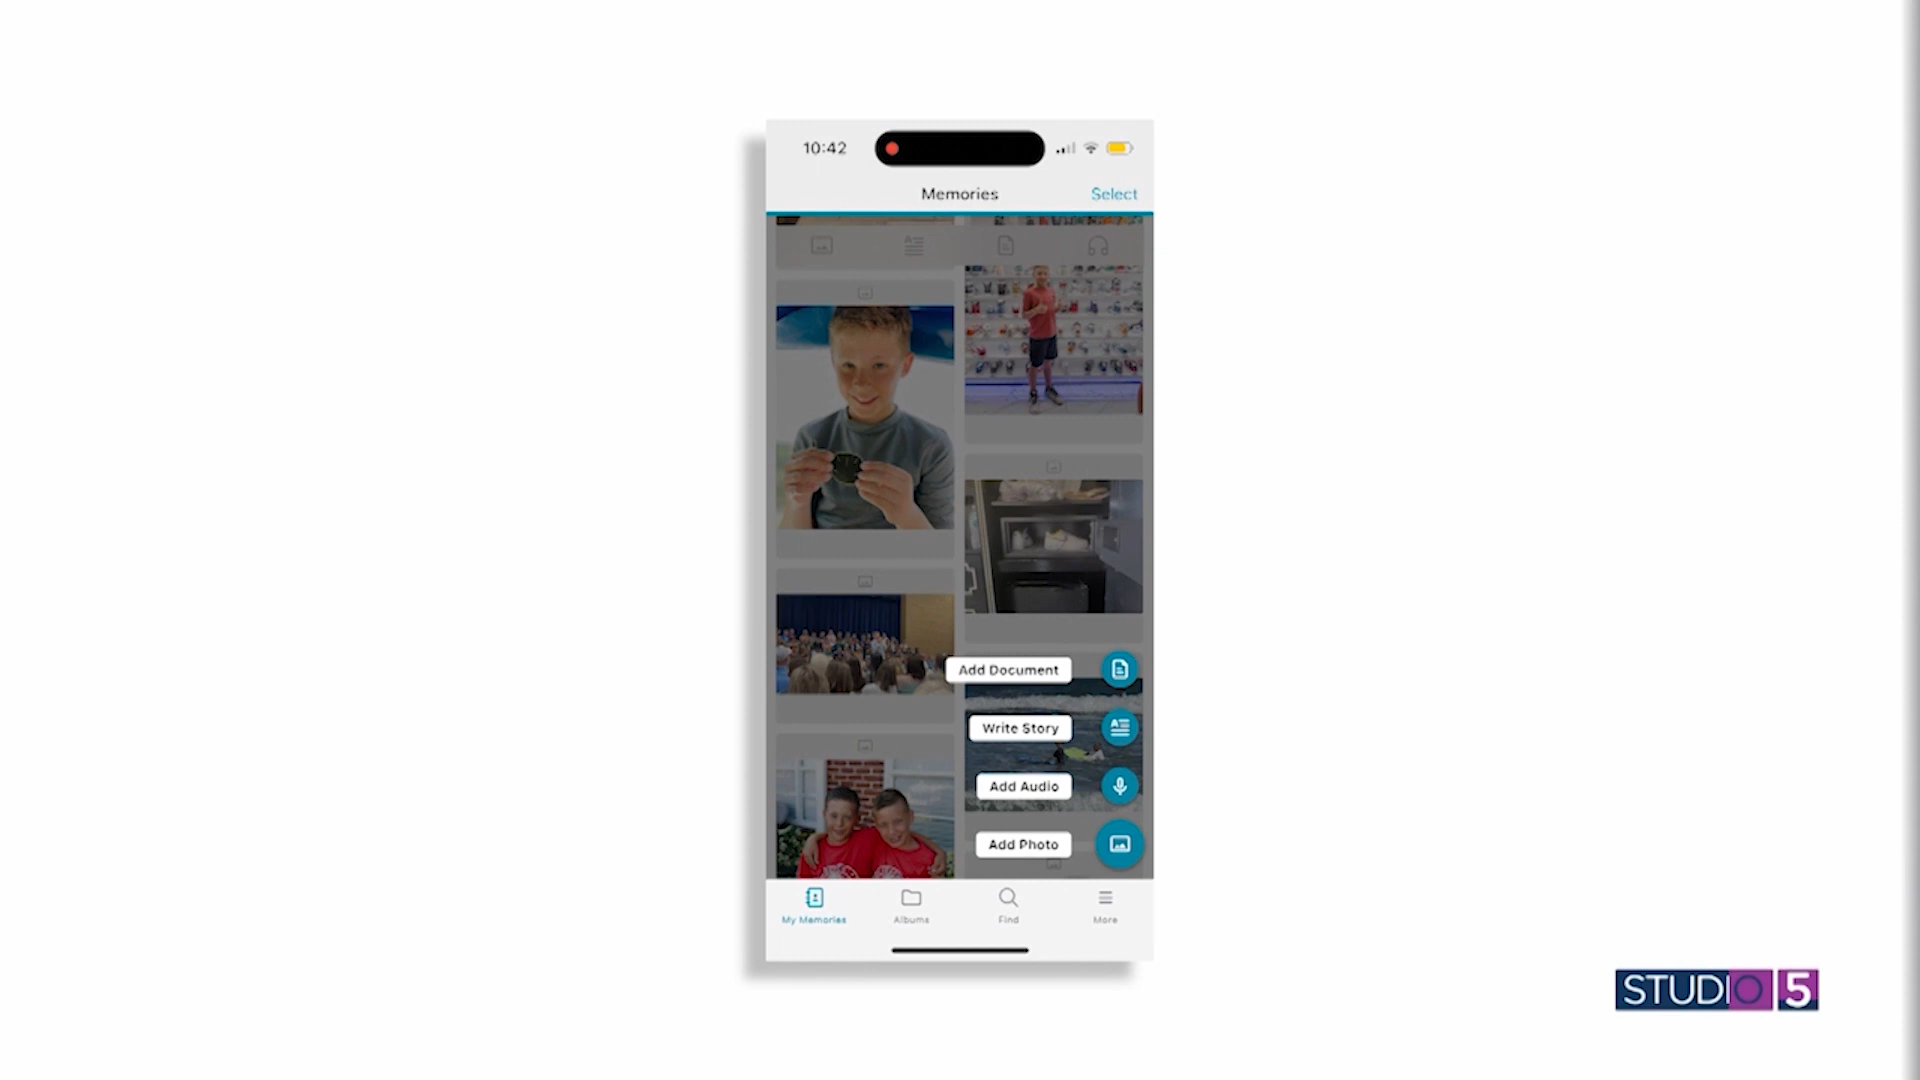 10:42
Memories
Select
Add Document
Write Story
Add Audio
Add Photo
My Memories
Albums
Find
More
STUDIO 5